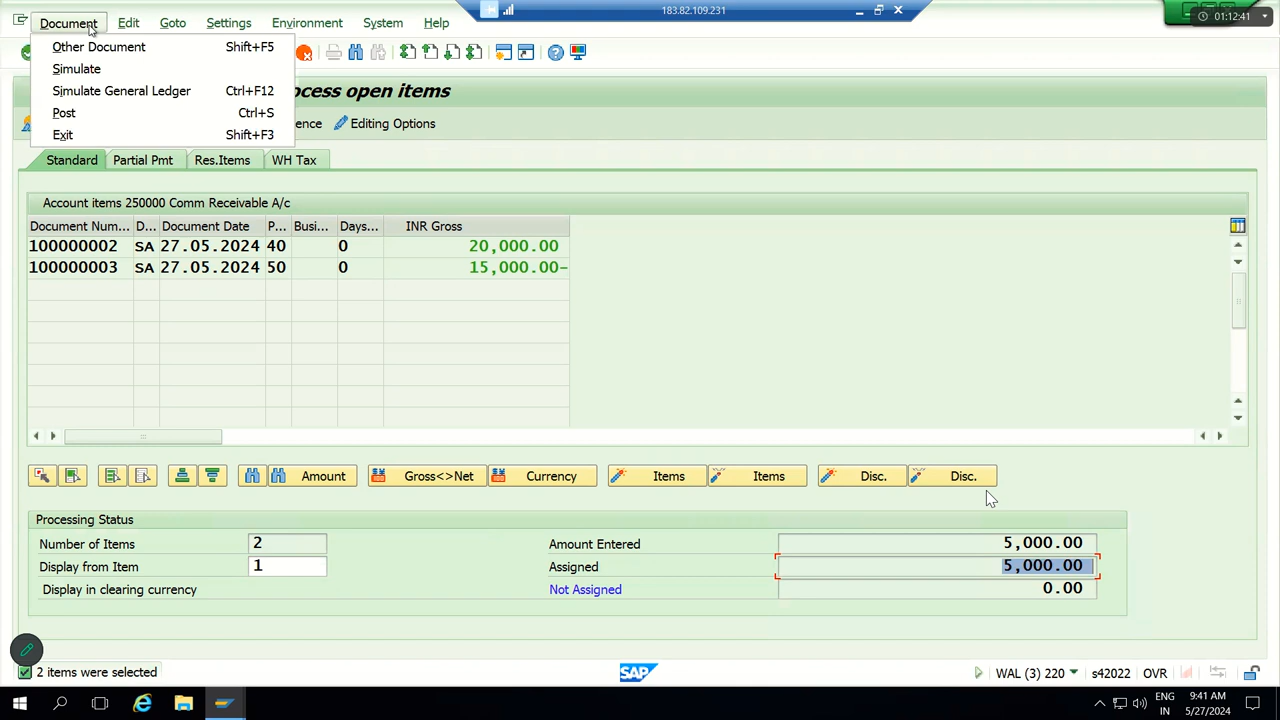 183.82.109.231
01:12:41
Document Edit Goto Settings Environment System Help
Other Document Shift+F5
Simulate
Simulate General Ledger Ctrl+F12
Post Ctrl+S
Exit Shift+F3
ocess open items
ence Editing Options
Standard Partial Pmt Res.Items WH Tax
Account items 250000 Comm Receivable A/c
Document Num... D... Document Date P... Busi... Days... INR Gross
100000002 SA 27.05.2024 40 0 20,000.00
100000003 SA 27.05.2024 50 0 15,000.00-
Amount Gross<>Net Currency Items Items Disc. Disc.
Processing Status
Number of Items 2 Amount Entered 5,000.00
Display from Item 1 Assigned 5,000.00
Display in clearing currency Not Assigned 0.00
2 items were selected SAP WAL (3) 220 s42022 OVR
ENG 9:41 AM
IN 5/27/2024